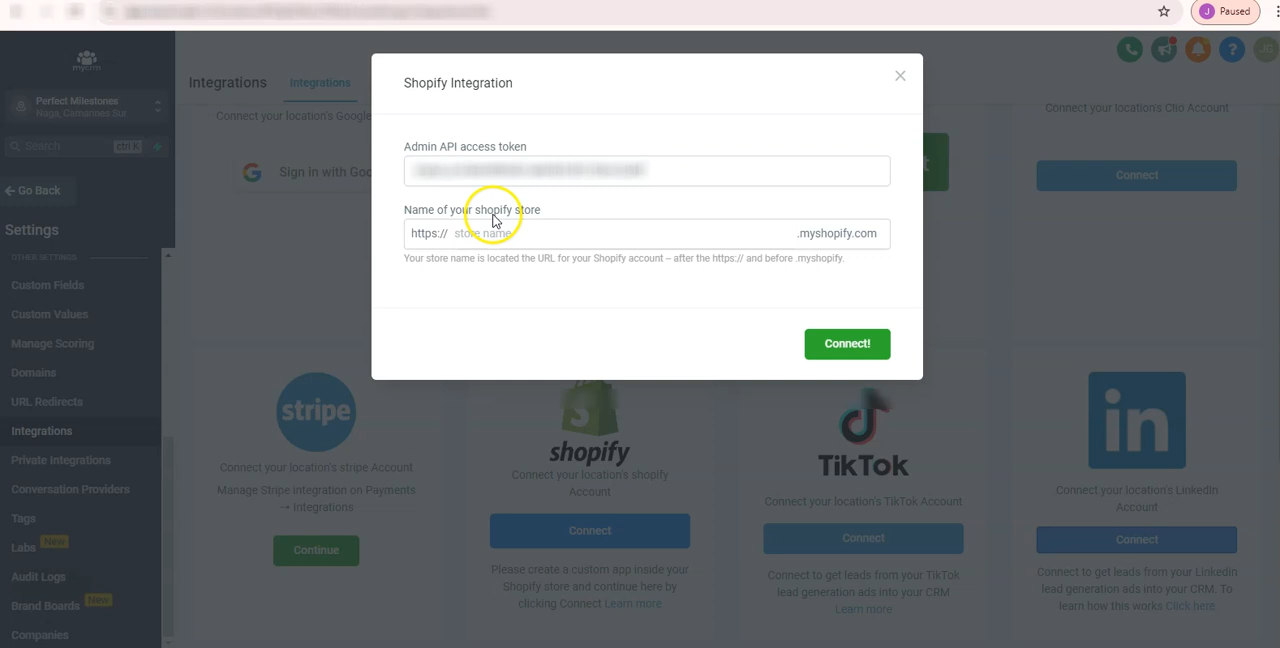 J Paused
mycrm
Perfect Milestones
Naga, Camarines Sur
Search ctrl K
Go Back
Settings
OTHER SETTINGS
Custom Fields
Custom Values
Manage Scoring
Domains
URL Redirects
Integrations
Private Integrations
Conversation Providers
Tags
Labs New
Audit Logs
Brand Boards New
Companies
Integrations
Integrations
JG
Connect your location's Google
Sign in with Goo
Connect your location's Clio Account
Connect
Shopify Integration
Admin API access token
Name of your shopify store
https:// store name .myshopify.com
Your store name is located the URL for your Shopify account – after the https:// and before .myshopify.
Connect!
stripe
Connect your location's stripe Account
Manage Stripe integration on Payments
→ Integrations
Continue
shopify
Connect your location's shopify
Account
Connect
Please create a custom app inside your
Shopify store and continue here by
clicking Connect Learn more
TikTok
Connect your location's TikTok Account
Connect
Connect to get leads from your TikTok
lead generation ads into your CRM
Learn more
in
Connect your location's LinkedIn
Account
Connect
Connect to get leads from your LinkedIn
lead generation ads into your CRM. To
learn how this works Click here.